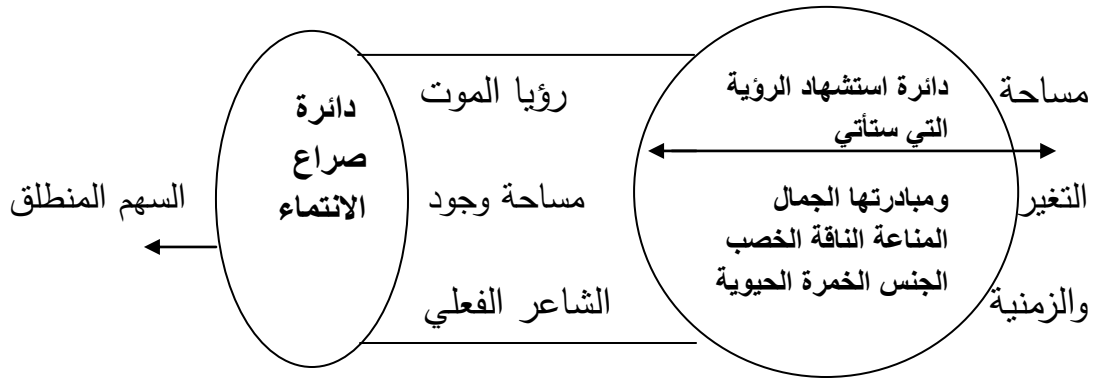 مساحة
التغير
والزمنية
دائرة استشهاد الرؤية
التي ستأتي
ومبادرتها الجمال
المناعة الناقة الخصب
الجنس الخمرة الحيوية
رؤيا الموت
مساحة وجود
الشاعر الفعلي
دائرة
صراع
الانتماء
السهم المنطلق